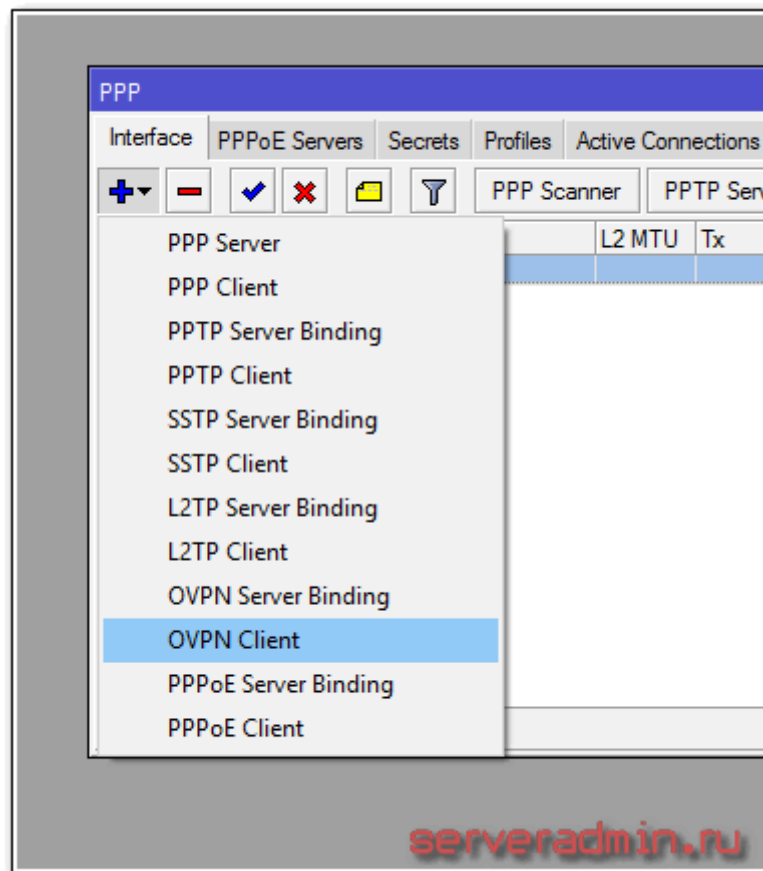 PPP
Interface PPPoE Servers Secrets Profiles Active Connections
PPP Scanner PPTP Serv
L2 MTU Tx
PPP Server
PPP Client
PPTP Server Binding
PPTP Client
SSTP Server Binding
SSTP Client
L2TP Server Binding
L2TP Client
OVPN Server Binding
OVPN Client
PPPoE Server Binding
PPPoE Client
serveradmin.ru